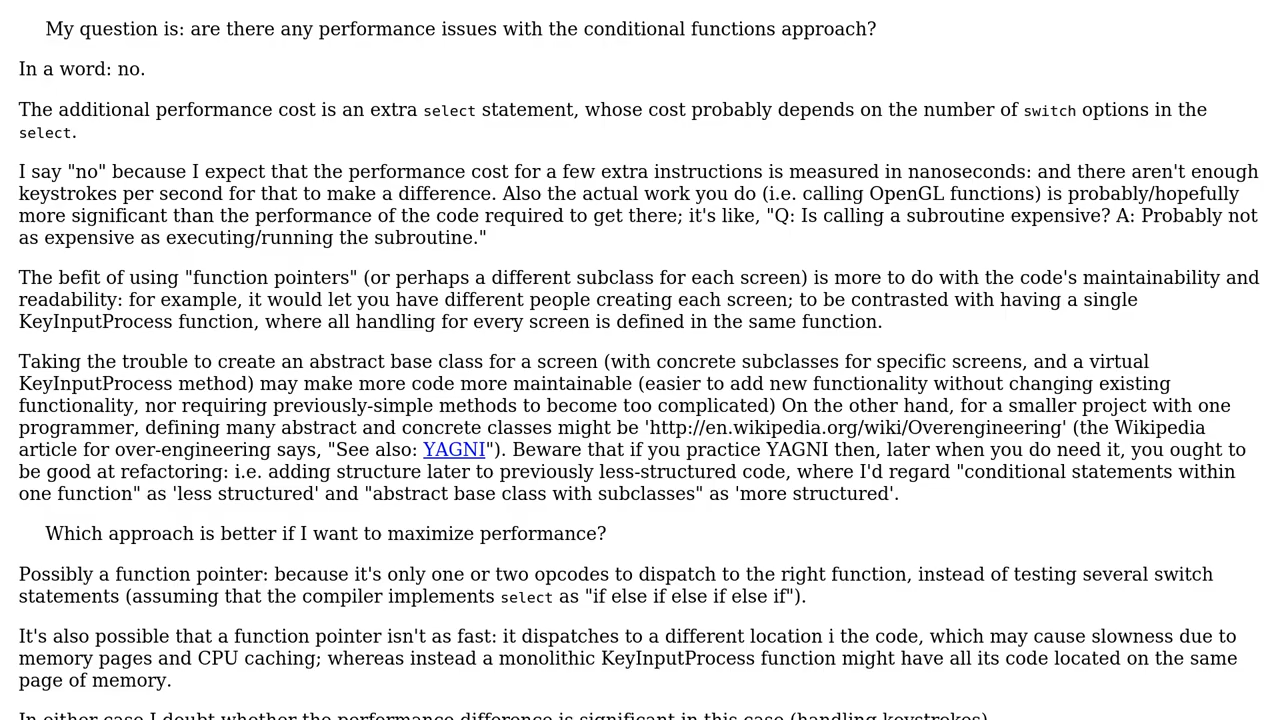 My question is: are there any performance issues with the conditional functions approach?
In a word: no.
The additional performance cost is an extra select statement, whose cost probably depends on the number of switch options in the
select.
I say "no" because I expect that the performance cost for a few extra instructions is measured in nanoseconds: and there aren't enough
keystrokes per second for that to make a difference. Also the actual work you do (i.e. calling OpenGL functions) is probably/hopefully
more significant than the performance of the code required to get there; it's like, "Q: Is calling a subroutine expensive? A: Probably not
as expensive as executing/running the subroutine."
The befit of using "function pointers" (or perhaps a different subclass for each screen) is more to do with the code's maintainability and
readability: for example, it would let you have different people creating each screen; to be contrasted with having a single
KeyInputProcess function, where all handling for every screen is defined in the same function.
Taking the trouble to create an abstract base class for a screen (with concrete subclasses for specific screens, and a virtual
KeyInputProcess method) may make more code more maintainable (easier to add new functionality without changing existing
functionality, nor requiring previously-simple methods to become too complicated) On the other hand, for a smaller project with one
programmer, defining many abstract and concrete classes might be 'http://en.wikipedia.org/wiki/Overengineering' (the Wikipedia
article for over-engineering says, "See also: YAGNI"). Beware that if you practice YAGNI then, later when you do need it, you ought to
be good at refactoring: i.e. adding structure later to previously less-structured code, where I'd regard "conditional statements within
one function" as 'less structured' and "abstract base class with subclasses" as 'more structured'.
Which approach is better if I want to maximize performance?
Possibly a function pointer: because it's only one or two opcodes to dispatch to the right function, instead of testing several switch
statements (assuming that the compiler implements select as "if else if else if else if").
It's also possible that a function pointer isn't as fast: it dispatches to a different location i the code, which may cause slowness due to
memory pages and CPU caching; whereas instead a monolithic KeyInputProcess function might have all its code located on the same
page of memory.
In either case I doubt whether the performance difference is significant in this case (handling keystrokes).